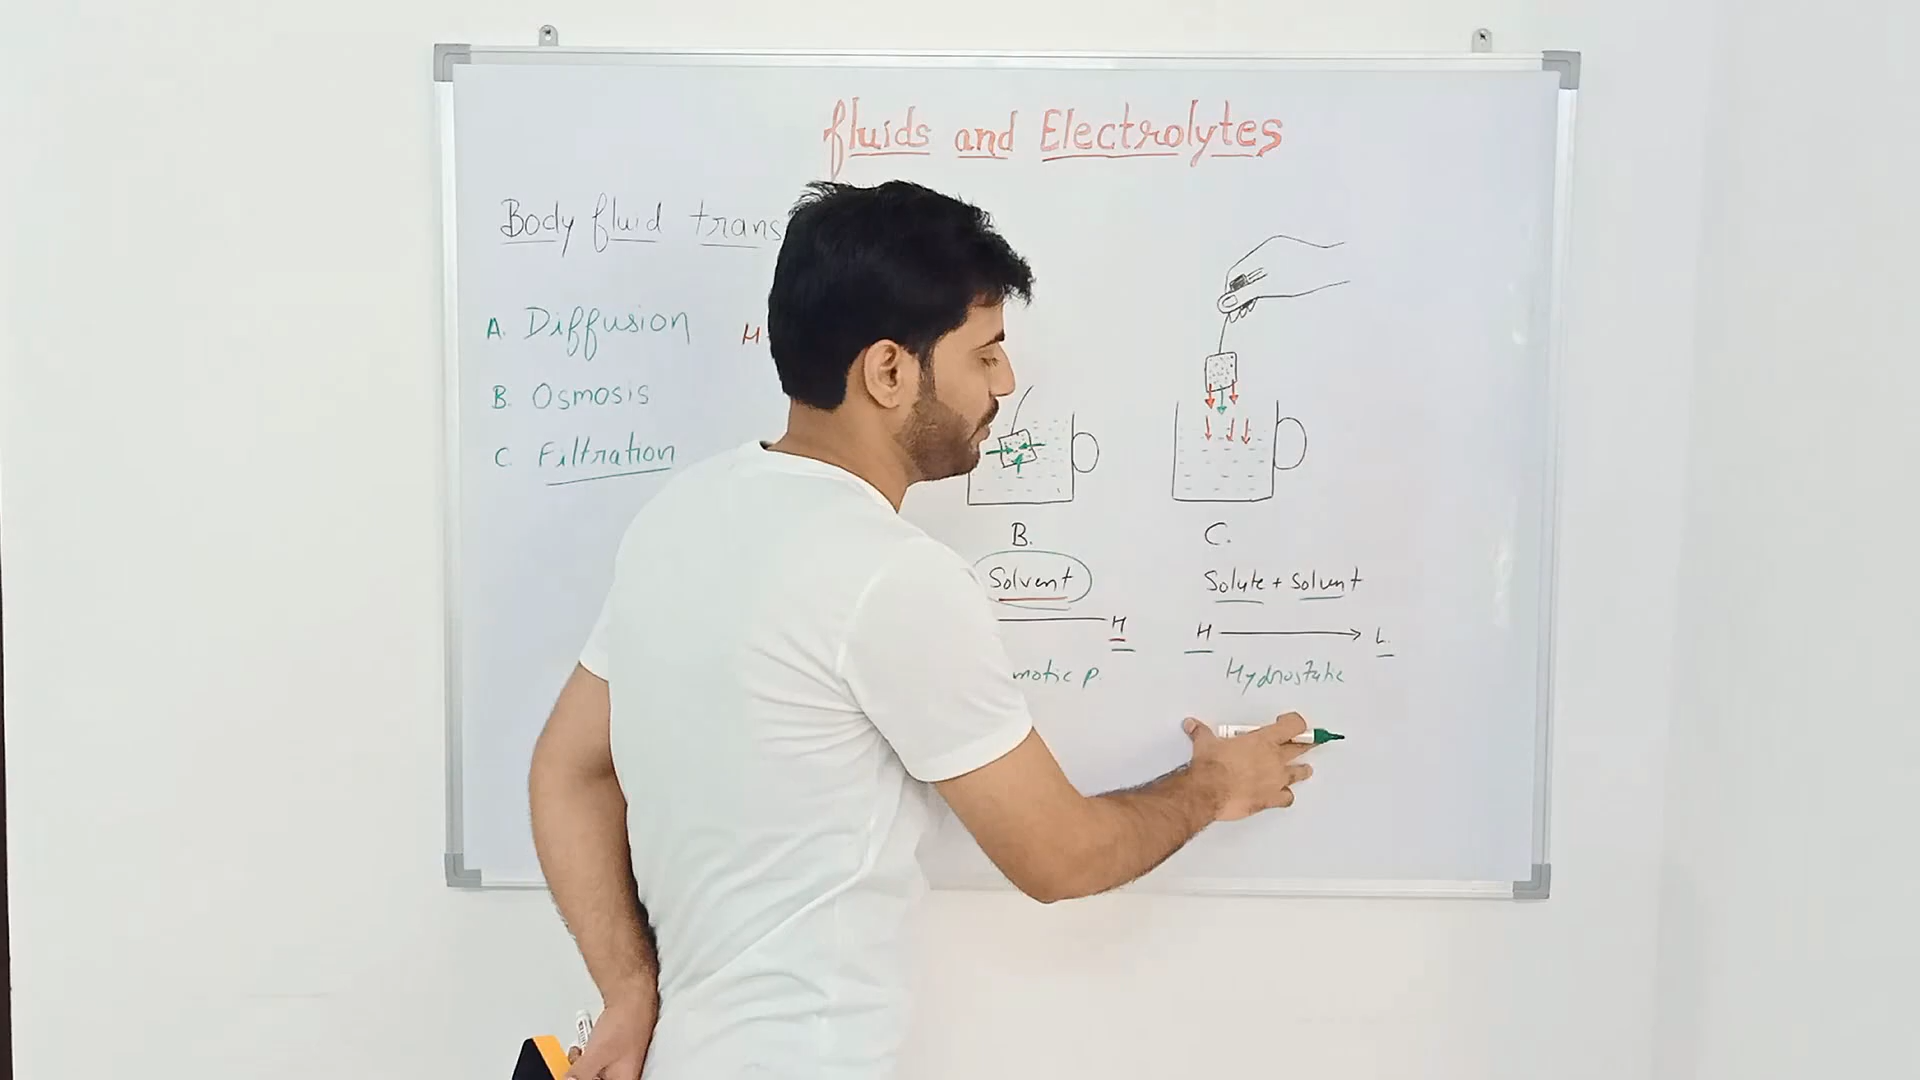 fluids and Electrolytes
Body fluid trans
A. Diffusion
H
B. Osmosis
C. Filtration
B.
C.
Solvent
Solute + Solvent
H
H → L
motic p.
Hydrostatic